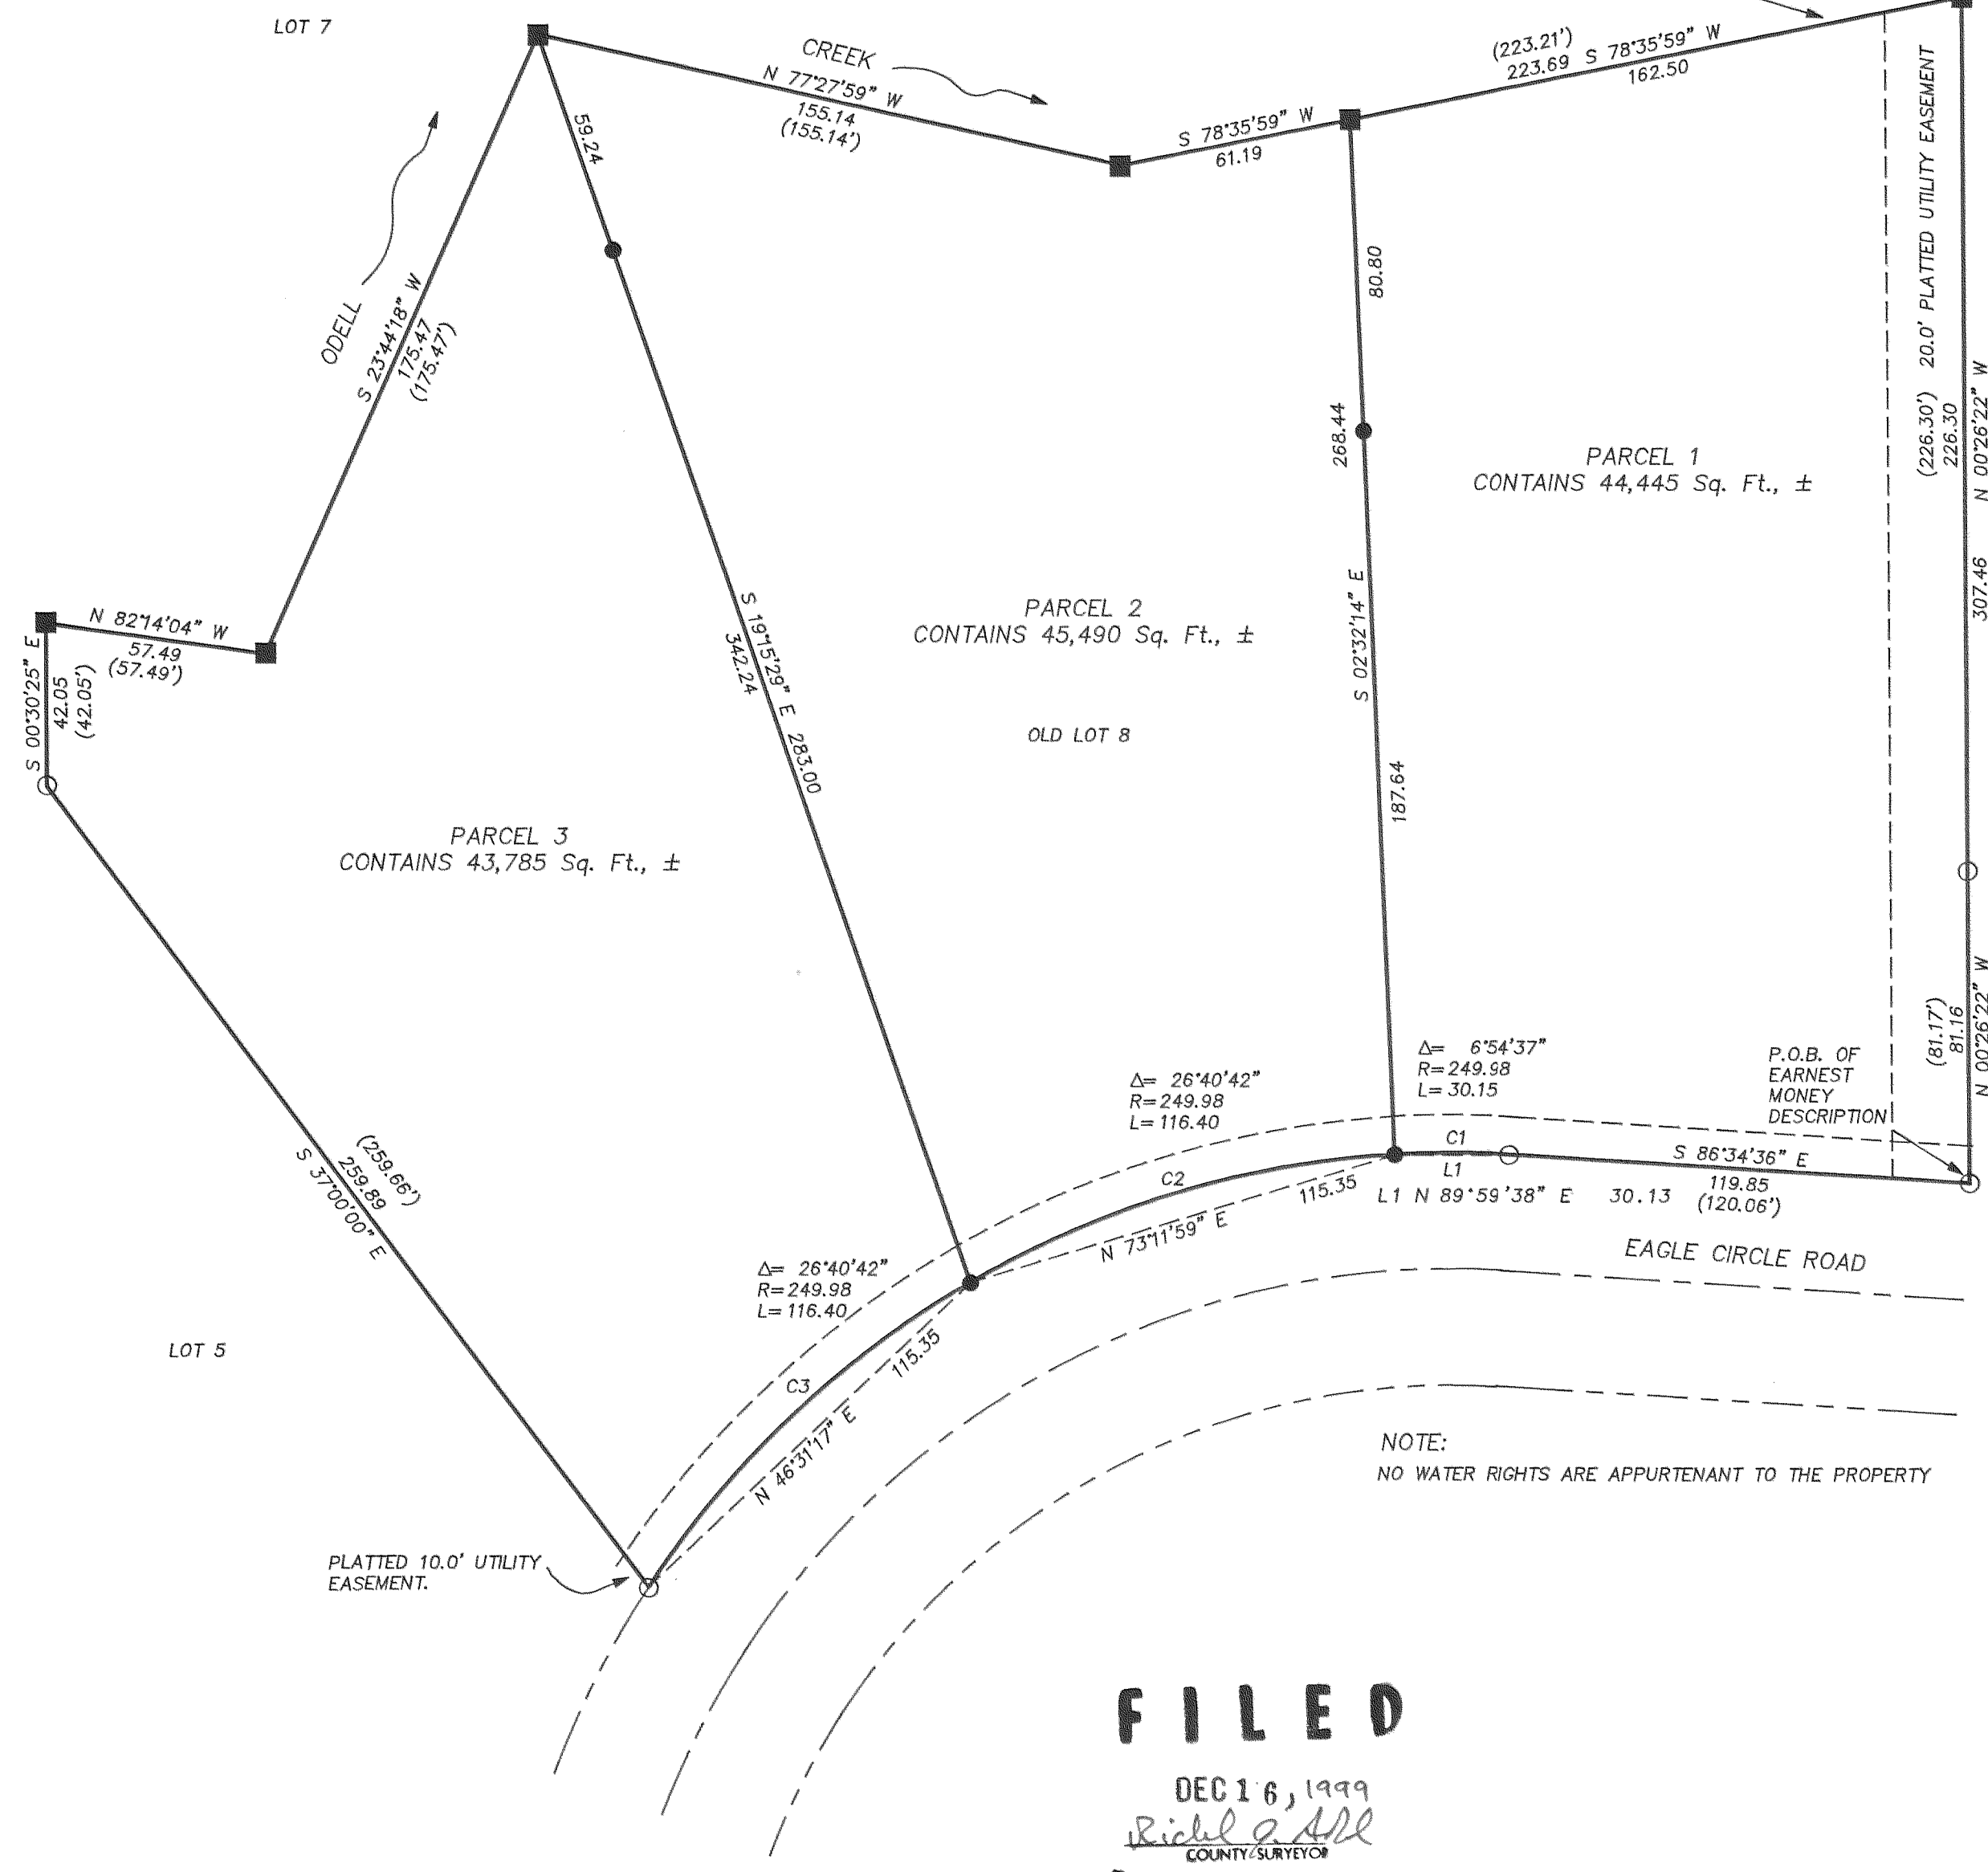 LOT 7
CREEK
N 77°27'59" W
155.14
(155.14')
(223.21')
223.69 S 78°35'59" W
162.50
S 78°35'59" W
61.19
59.24
ODELL
S 23°44'18" W
175.47
(175.47')
80.80
268.44
20.0' PLATTED UTILITY EASEMENT
(226.30')
226.30
N 00°26'22" W
307.46
PARCEL 1
CONTAINS 44,445 Sq. Ft., ±
N 82°14'04" W
57.49
(57.49')
S 00°30'25" E
42.05
(42.05')
S 19°15'29" E 283.00
342.24
PARCEL 2
CONTAINS 45,490 Sq. Ft., ±
S 02°32'14" E
OLD LOT 8
187.64
PARCEL 3
CONTAINS 43,785 Sq. Ft., ±
(81.17')
81.16
N 00°26'22" W
Δ= 6°54'37"
R=249.98
L= 30.15
P.O.B. OF
EARNEST
MONEY
DESCRIPTION
Δ= 26°40'42"
R=249.98
L=116.40
C1
L1
S 86°34'36" E
119.85
(120.06')
L1 N 89°59'38" E 30.13
C2
115.35
N 73°11'59" E
(259.66')
259.89
S 37°00'00" E
EAGLE CIRCLE ROAD
Δ= 26°40'42"
R=249.98
L=116.40
LOT 5
115.35
C3
N 46°31'17" E
NOTE:
NO WATER RIGHTS ARE APPURTENANT TO THE PROPERTY
PLATTED 10.0' UTILITY
EASEMENT.
FILED
DEC 16, 1999
COUNTY SURVEYOR